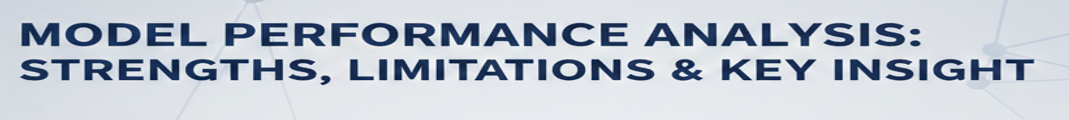 MODEL PERFORMANCE ANALYSIS:
STRENGTHS, LIMITATIONS & KEY INSIGHT